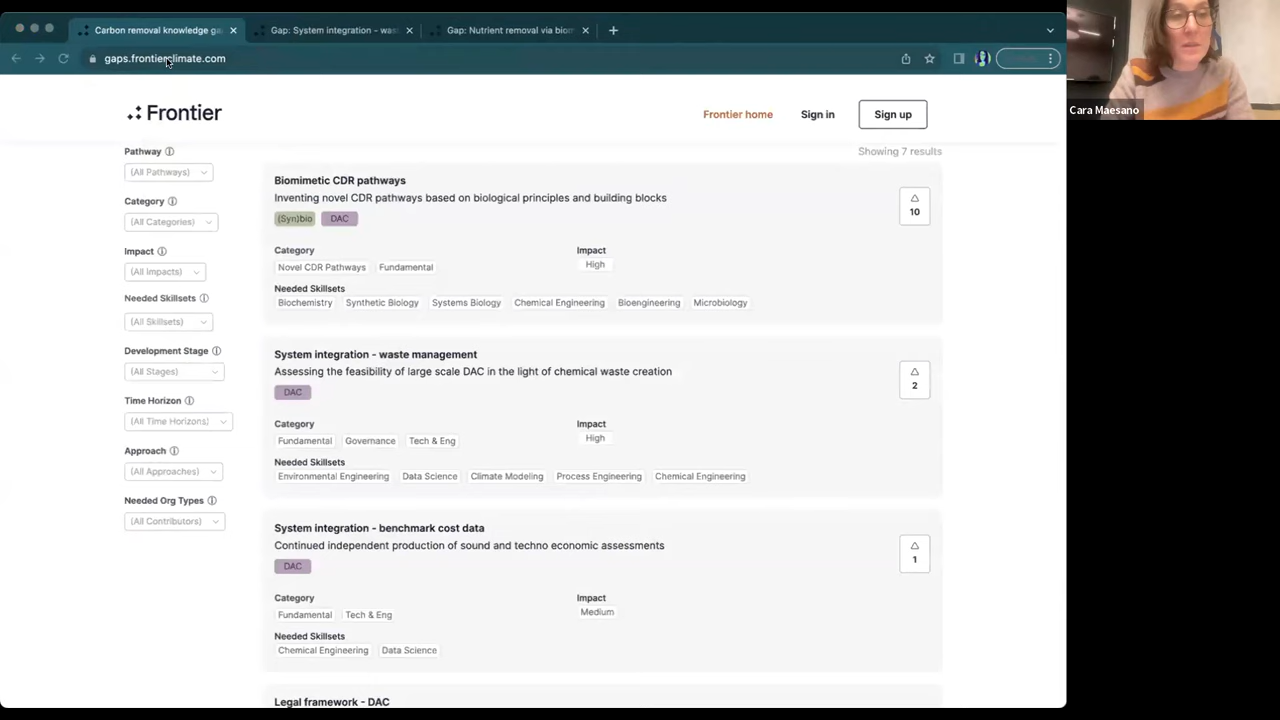 Carbon removal knowledge ga
Gap: System integration - was
Gap: Nutrient removal via biom
gaps.frontierclimate.com
Cara Maesano
Frontier
Frontier home
Sign in
Sign up
Showing 7 results
Pathway
(All Pathways)
Category
(All Categories)
Impact
(All Impacts)
Needed Skillsets
(All Skillsets)
Development Stage
(All Stages)
Time Horizon
(All Time Horizons)
Approach
(All Approaches)
Needed Org Types
(All Contributors)
Biomimetic CDR pathways
Inventing novel CDR pathways based on biological principles and building blocks
(Syn)bio DAC
10
Category Impact
Novel CDR Pathways Fundamental High
Needed Skillsets
Biochemistry Synthetic Biology Systems Biology Chemical Engineering Bioengineering Microbiology
System integration - waste management
Assessing the feasibility of large scale DAC in the light of chemical waste creation
DAC
2
Category Impact
Fundamental Governance Tech & Eng High
Needed Skillsets
Environmental Engineering Data Science Climate Modeling Process Engineering Chemical Engineering
System integration - benchmark cost data
Continued independent production of sound and techno economic assessments
DAC
1
Category Impact
Fundamental Tech & Eng Medium
Needed Skillsets
Chemical Engineering Data Science
Legal framework - DAC